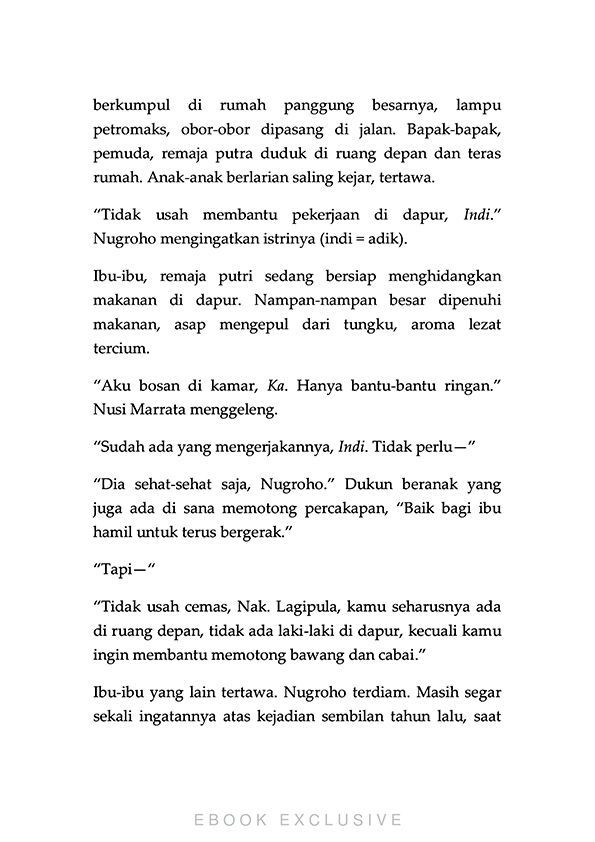 berkumpul di rumah panggung besarnya, lampu
petromaks, obor-obor dipasang di jalan. Bapak-bapak,
pemuda, remaja putra duduk di ruang depan dan teras
rumah. Anak-anak berlarian saling kejar, tertawa.
“Tidak usah membantu pekerjaan di dapur, Indi.”
Nugroho mengingatkan istrinya (indi = adik).
Ibu-ibu, remaja putri sedang bersiap menghidangkan
makanan di dapur. Nampan-nampan besar dipenuhi
makanan, asap mengepul dari tungku, aroma lezat
tercium.
“Aku bosan di kamar, Ka. Hanya bantu-bantu ringan.”
Nusi Marrata menggeleng.
“Sudah ada yang mengerjakannya, Indi. Tidak perlu—”
“Dia sehat-sehat saja, Nugroho.” Dukun beranak yang
juga ada di sana memotong percakapan, “Baik bagi ibu
hamil untuk terus bergerak.”
“Tapi—“
“Tidak usah cemas, Nak. Lagipula, kamu seharusnya ada
di ruang depan, tidak ada laki-laki di dapur, kecuali kamu
ingin membantu memotong bawang dan cabai.”
Ibu-ibu yang lain tertawa. Nugroho terdiam. Masih segar
sekali ingatannya atas kejadian sembilan tahun lalu, saat
EBOOK EXCLUSIVE